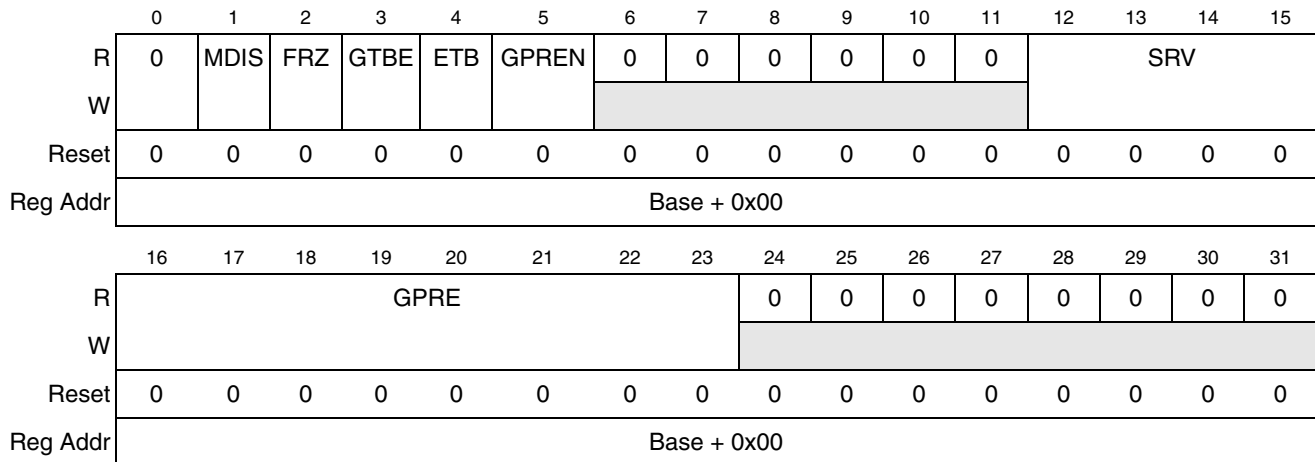 0 1 2 3 4 5 6 7 8 9 10 11 12 13 14 15
R 0 MDIS FRZ GTBE ETB GPREN 0 0 0 0 0 0 SRV
W
Reset 0 0 0 0 0 0 0 0 0 0 0 0 0 0 0 0
Reg Addr Base + 0x00
16 17 18 19 20 21 22 23 24 25 26 27 28 29 30 31
R GPRE 0 0 0 0 0 0 0 0
W
Reset 0 0 0 0 0 0 0 0 0 0 0 0 0 0 0 0
Reg Addr Base + 0x00